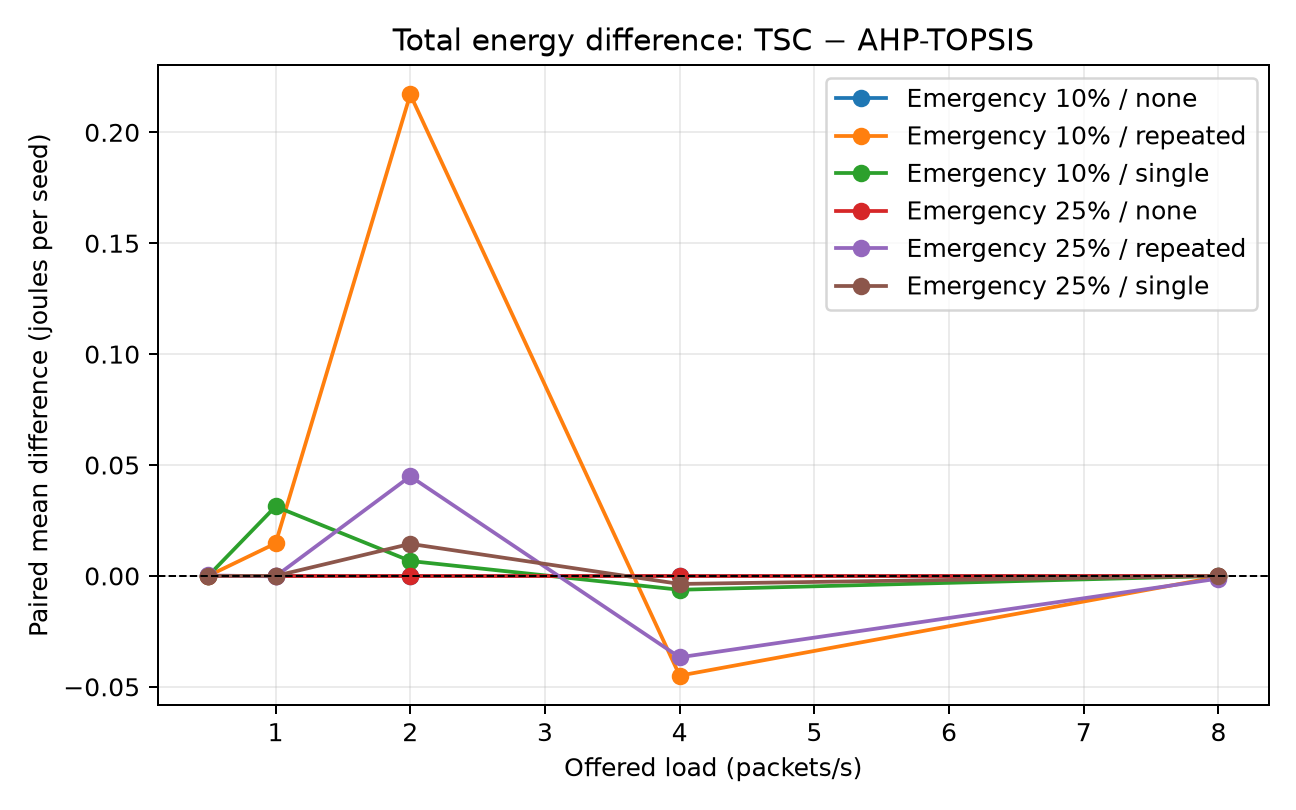 Total energy difference: TSC − AHP-TOPSIS
Paired mean difference (joules per seed)
0.20
0.15
0.10
0.05
0.00
−0.05
Emergency 10% / none
Emergency 10% / repeated
Emergency 10% / single
Emergency 25% / none
Emergency 25% / repeated
Emergency 25% / single
1 2 3 4 5 6 7 8
Offered load (packets/s)